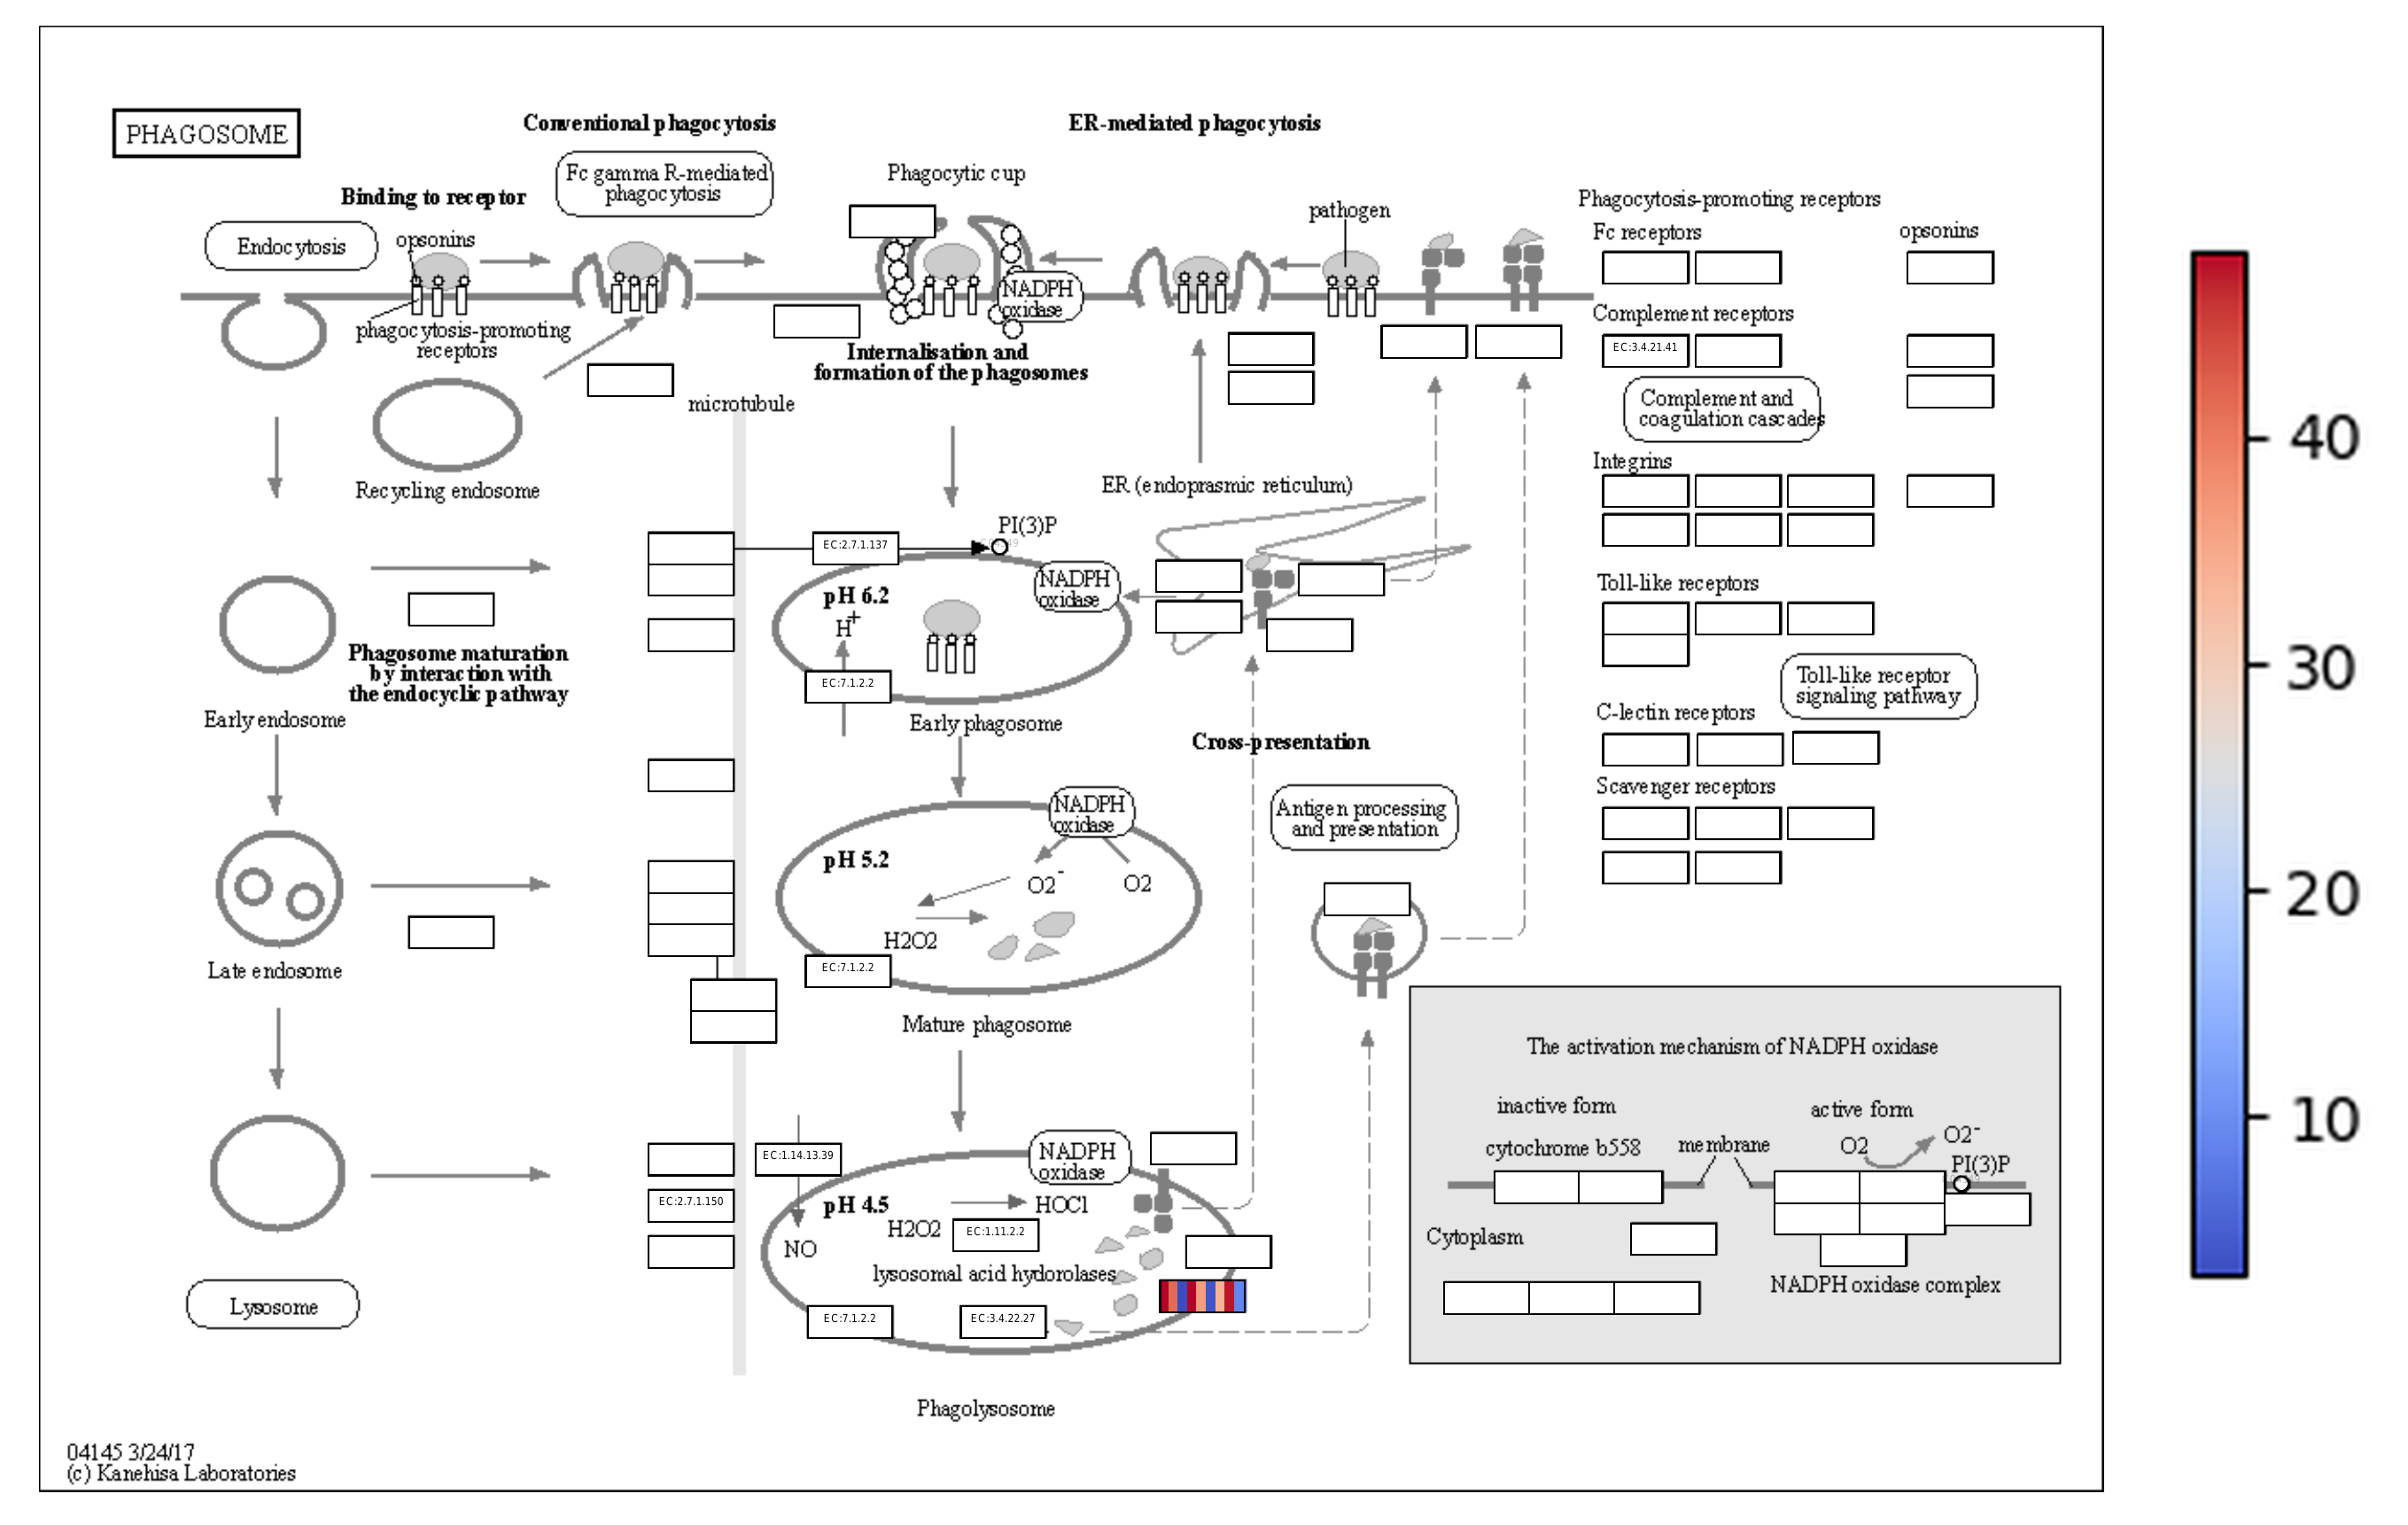 PHAGOSOME
Conventional phagocytosis
ER-mediated phagocytosis
Fc gamma R-mediated
phagocytosis
Phagocytic cup
Binding to receptor
Endocytosis
opsonins
pathogen
Phagocytosis-promoting receptors
Fc receptors
opsonins
NADPH
oxidase
phagocytosis-promoting
receptors
Internalisation and
formation of the phagosomes
Complement receptors
EC:3.4.21.41
Complement and
coagulation cascades
microtubule
Recycling endosome
ER (endoprasmic reticulum)
Integrins
PI(3)P
EC:2.7.1.137
NADPH
oxidase
pH 6.2
H+
EC:7.1.2.2
Early phagosome
Phagosome maturation
by interaction with
the endocyclic pathway
Early endosome
Toll-like receptors
Toll-like receptor
signaling pathway
C-lectin receptors
Scavenger receptors
Cross-presentation
Antigen processing
and presentation
NADPH
oxidase
pH 5.2
O2-
O2
H2O2
EC:7.1.2.2
Mature phagosome
Late endosome
Lysosome
EC:1.14.13.39
EC:2.7.1.150
NADPH
oxidase
pH 4.5
HOCl
H2O2
EC:1.11.2.2
NO
lysosomal acid hydorolases
EC:7.1.2.2
EC:3.4.22.27
Phagolysosome
The activation mechanism of NADPH oxidase
inactive form
active form
cytochrome b558
membrane
O2
O2-
PI(3)P
Cytoplasm
NADPH oxidase complex
40
30
20
10
04145 3/24/17
(c) Kanehisa Laboratories